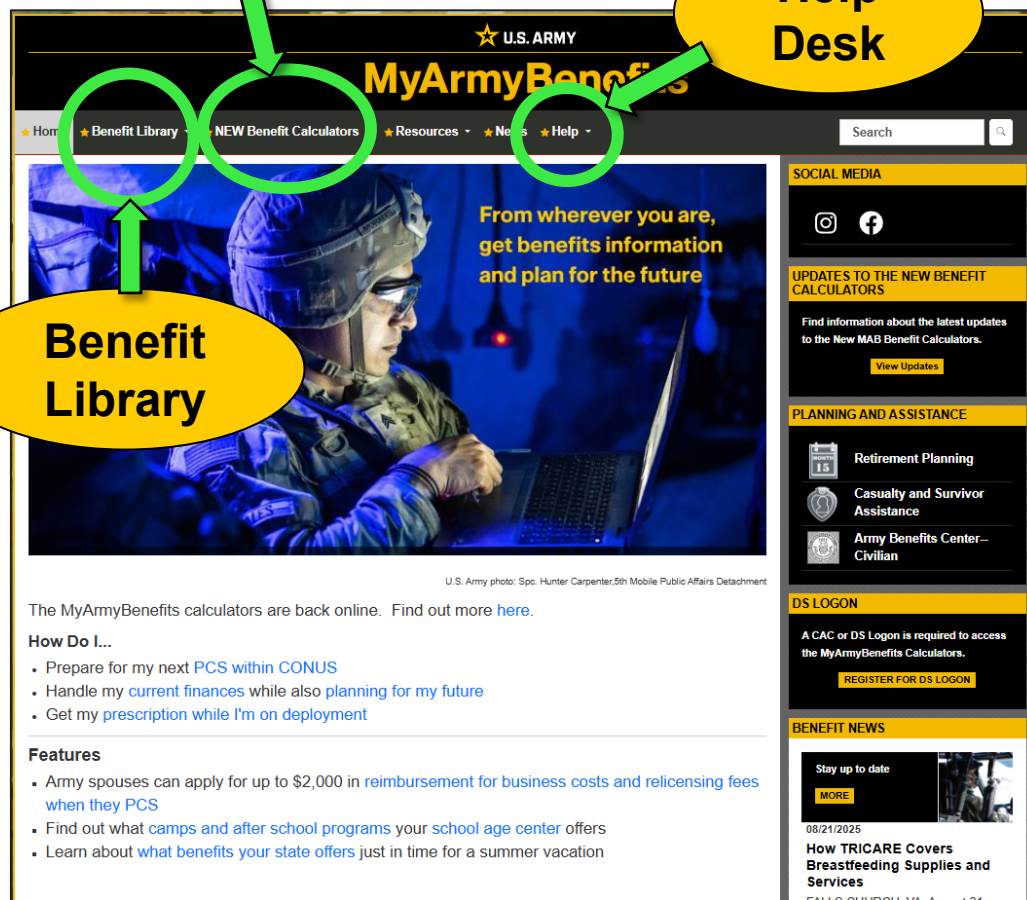 Help
Desk
U.S. ARMY
MyArmyBenefits
Home
Benefit Library
NEW Benefit Calculators
Resources
News
Help
Search
From wherever you are,
get benefits information
and plan for the future
Benefit
Library
U.S. Army photo: Spc. Hunter Carpenter,5th Mobile Public Affairs Detachment
The MyArmyBenefits calculators are back online.  Find out more here.
How Do I...
Prepare for my next PCS within CONUS
Handle my current finances while also planning for my future
Get my prescription while I'm on deployment
Features
Army spouses can apply for up to $2,000 in reimbursement for business costs and relicensing fees
when they PCS
Find out what camps and after school programs your school age center offers
Learn about what benefits your state offers just in time for a summer vacation
SOCIAL MEDIA
UPDATES TO THE NEW BENEFIT
CALCULATORS
Find information about the latest updates
to the New MAB Benefit Calculators.
View Updates
PLANNING AND ASSISTANCE
MONTH
15
Retirement Planning
Casualty and Survivor
Assistance
Army Benefits Center–
Civilian
DS LOGON
A CAC or DS Logon is required to access
the MyArmyBenefits Calculators.
REGISTER FOR DS LOGON
BENEFIT NEWS
Stay up to date
MORE
08/21/2025
How TRICARE Covers
Breastfeeding Supplies and
Services
FALLS CHURCH, VA, August 21